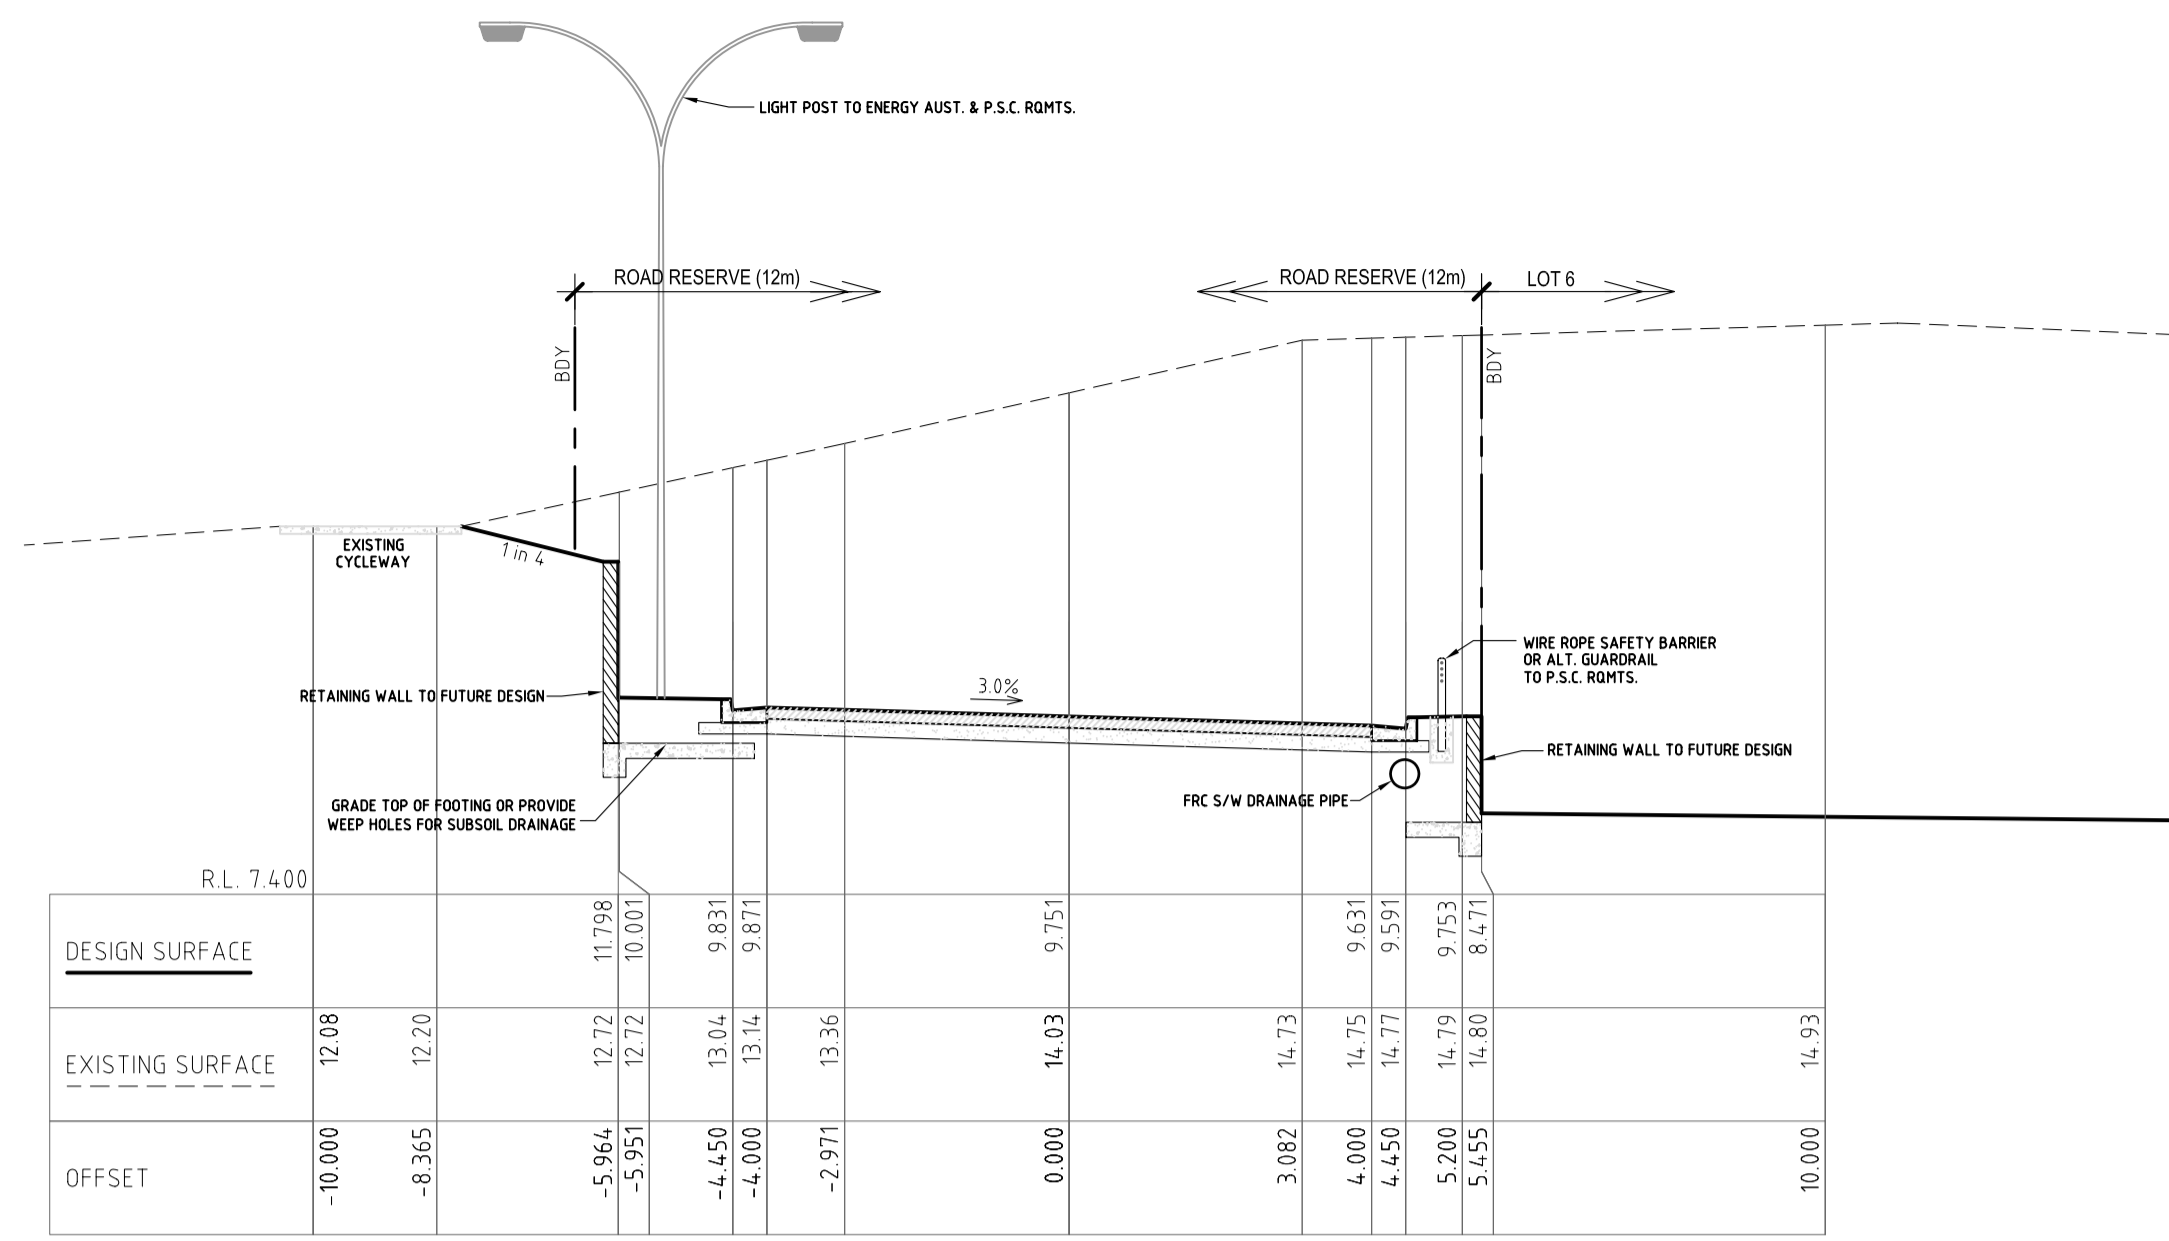 LIGHT POST TO ENERGY AUST. & P.S.C. RQMTS.
ROAD RESERVE (12m)
ROAD RESERVE (12m)
LOT 6
BDY
BDY
EXISTING
CYCLEWAY
1 in 4
WIRE ROPE SAFETY BARRIER
OR ALT. GUARDRAIL
TO P.S.C. RQMTS.
RETAINING WALL TO FUTURE DESIGN
3.0%
RETAINING WALL TO FUTURE DESIGN
GRADE TOP OF FOOTING OR PROVIDE
WEEP HOLES FOR SUBSOIL DRAINAGE
FRC S/W DRAINAGE PIPE
R.L. 7.400
DESIGN SURFACE
11.798
10.001
9.831
9.871
9.751
9.631
9.591
9.753
8.471
EXISTING SURFACE
12.08
12.20
12.72
12.72
13.04
13.14
13.36
14.03
14.73
14.75
14.77
14.79
14.80
14.93
OFFSET
-10.000
-8.365
-5.964
-5.951
-4.450
-4.000
-2.971
0.000
3.082
4.000
4.450
5.200
5.455
10.000